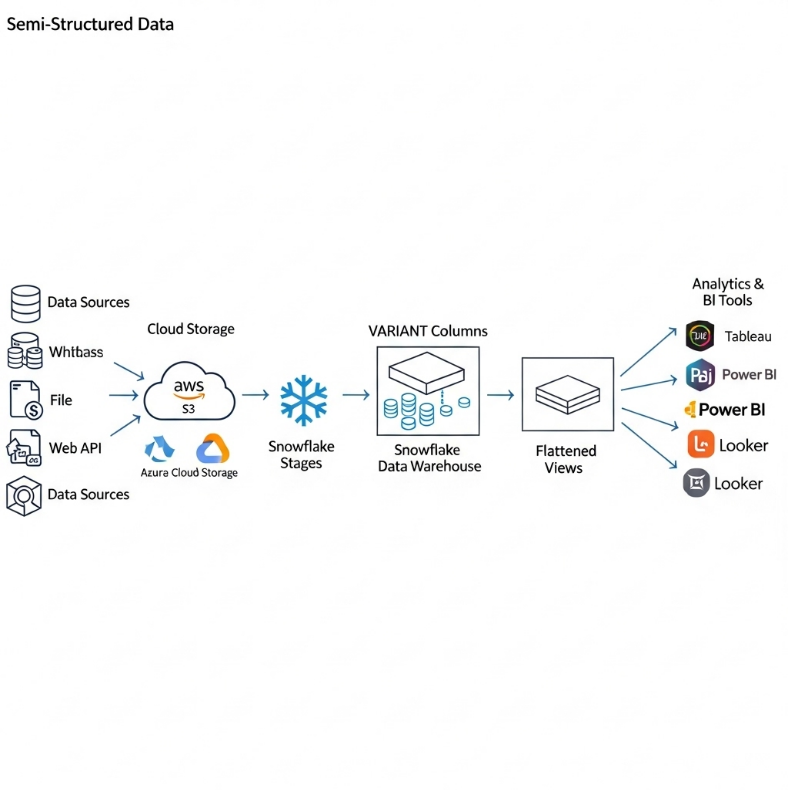 Semi-Structured Data
Data Sources
Whtbass
File
Web API
Data Sources
Cloud Storage
aws
S3
Azura Cloud Storage
Snowflake
Stages
VARIANT Columns
Snowflake
Data Warehouse
Flattened
Views
Analytics &
BI Tools
Tableau
Power BI
Power BI
Looker
Looker